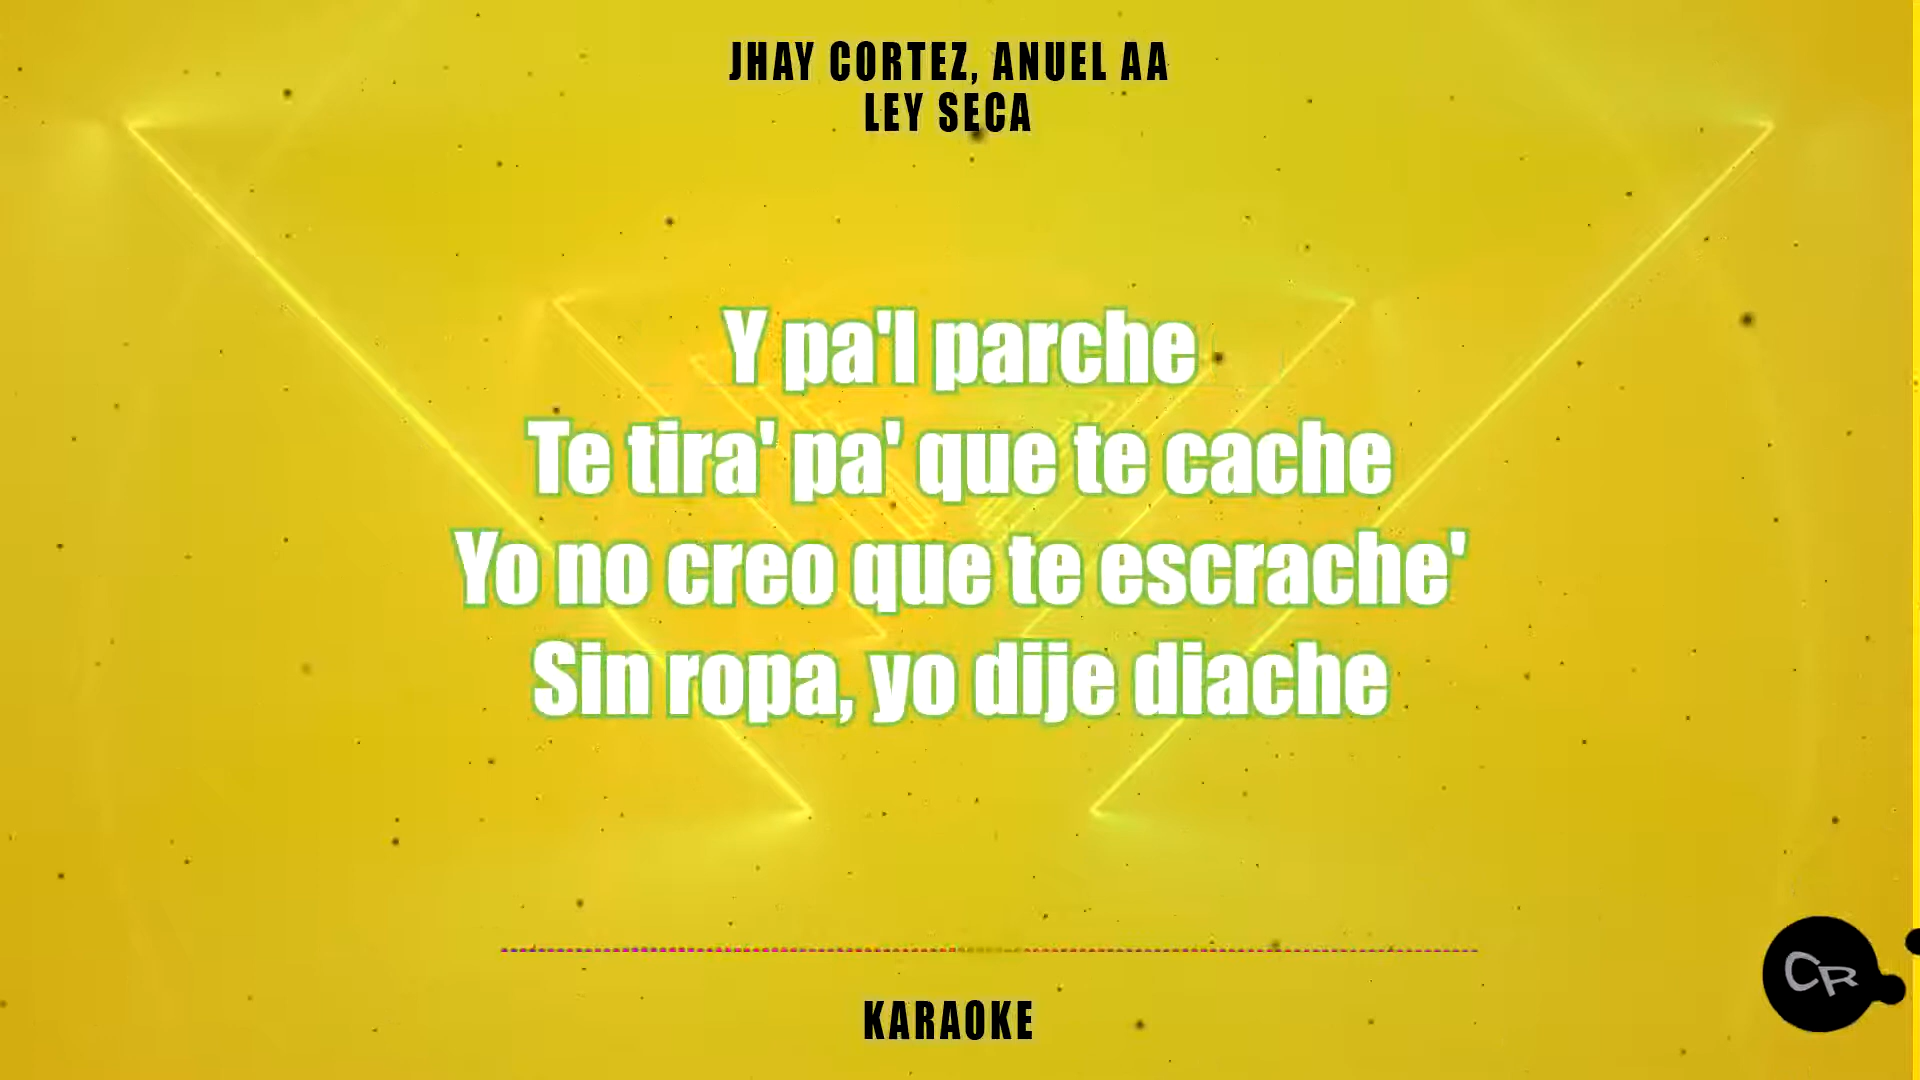 JHAY CORTEZ, ANUEL AA
LEY SECA
Y pa'l parche
Te tira' pa' que te cache
Yo no creo que te escrache'
Sin ropa, yo dije diache
KARAOKE
CR